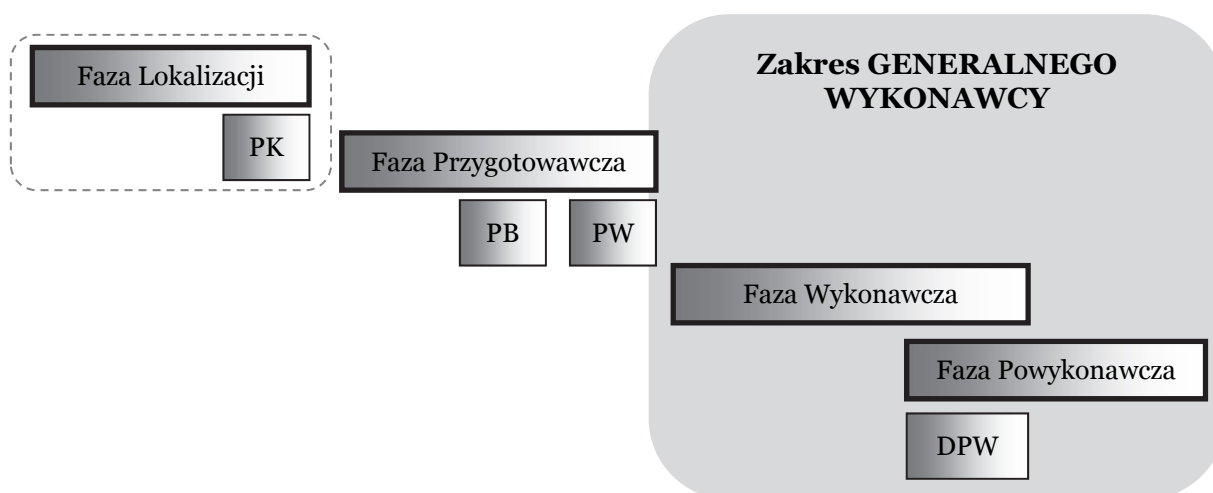 Faza Lokalizacji
PK
Zakres GENERALNEGO
WYKONAWCY
Faza Przygotowawcza
PB
PW
Faza Wykonawcza
Faza Powykonawcza
DPW